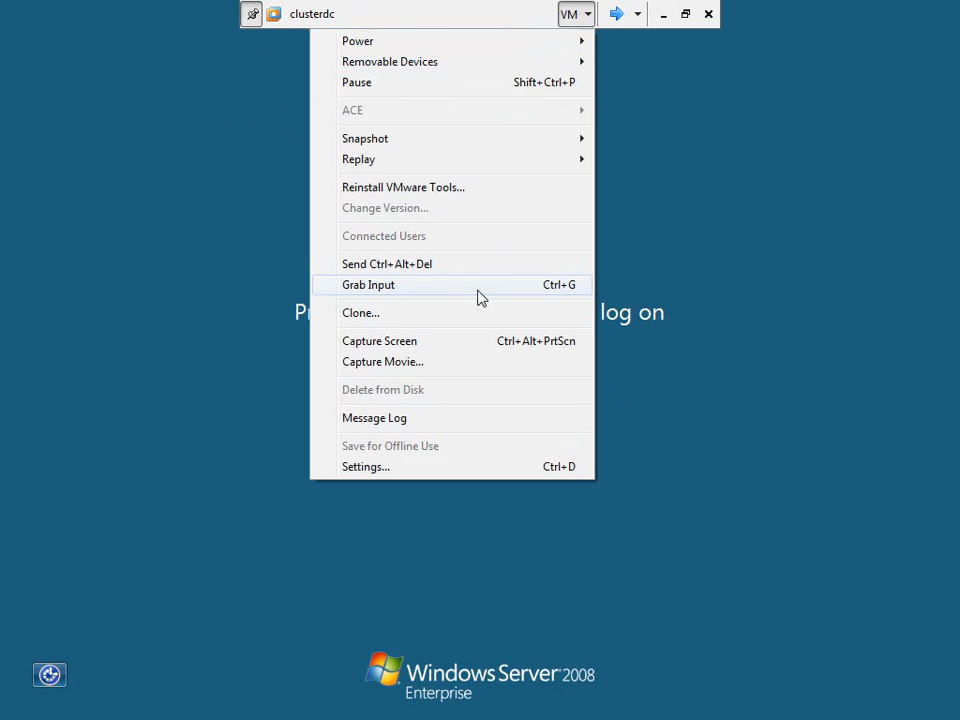 clusterdc VM
Power
Removable Devices
Pause Shift+Ctrl+P
ACE
Snapshot
Replay
Reinstall VMware Tools...
Change Version...
Connected Users
Send Ctrl+Alt+Del
Grab Input Ctrl+G
log on
Clone...
Capture Screen Ctrl+Alt+PrtScn
Capture Movie...
Delete from Disk
Message Log
Save for Offline Use
Settings... Ctrl+D
Windows Server 2008
Enterprise